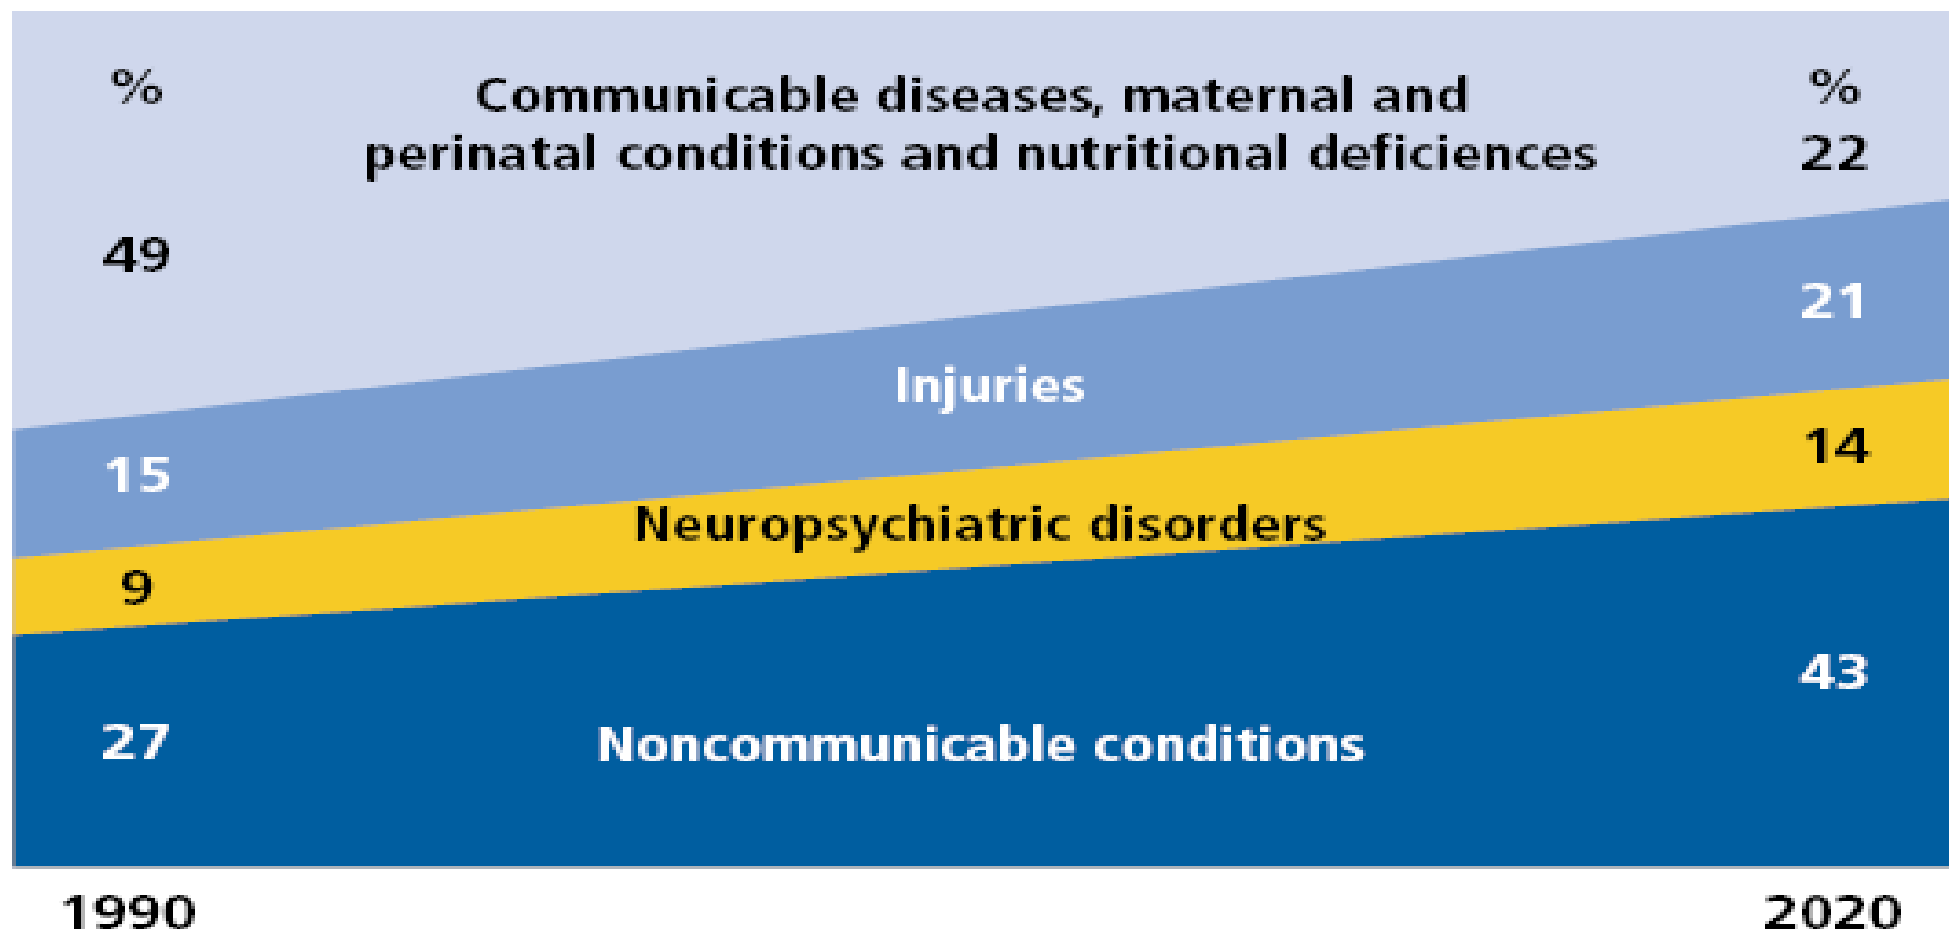 %
Communicable diseases, maternal and
perinatal conditions and nutritional deficiences
%
22
49
21
Injuries
15
14
Neuropsychiatric disorders
9
43
27
Noncommunicable conditions
1990
2020